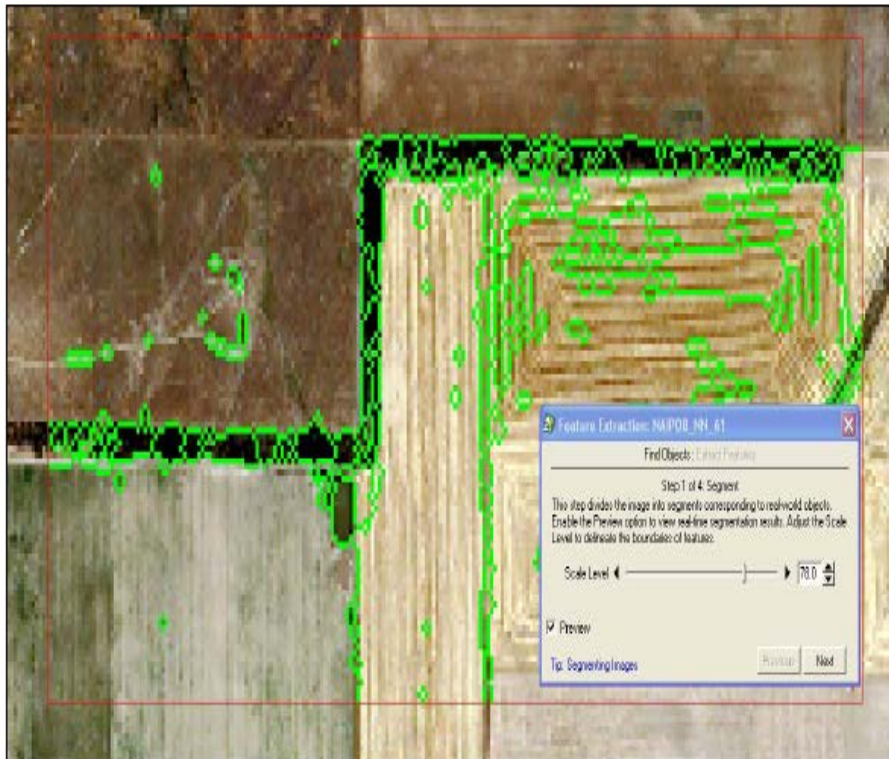 Feature Extraction: NAIP08_NN_61
Find Objects: Extract Features
Step 1 of 4: Segment
This step divides the image into segments corresponding to real-world objects.
Enable the Preview option to view real-time segmentation results. Adjust the Scale
Level to delineate the boundaries of features.
Scale Level 78.0
Preview
Tip: Segmenting Images Previous Next